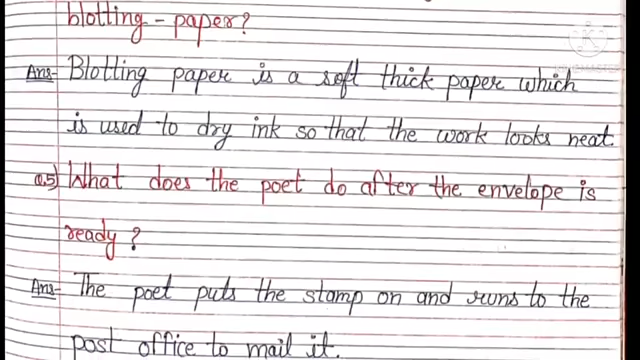 blotting - paper?
Ans- Blotting paper is a soft thick paper which
is used to dry ink so that the work looks neat.
Q.5) What does the poet do after the envelope is
ready?
Ans- The poet puts the stamp on and runs to the
post office to mail it.